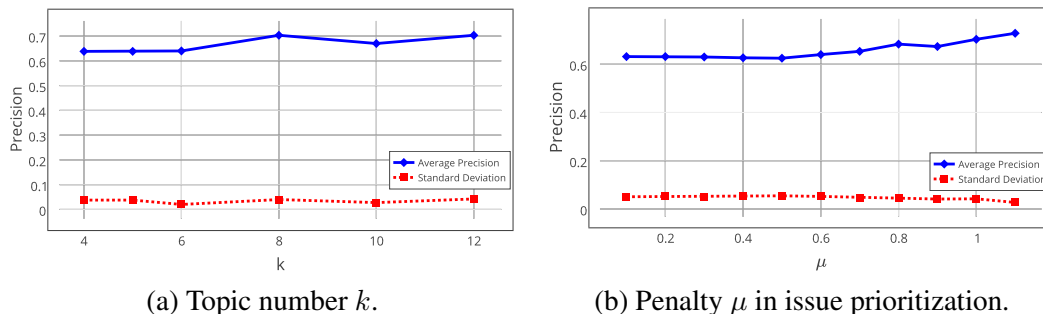 0.7
0.6
0.5
0.4
0.3
0.2
0.1
0
Precision
4
6
8
10
12
k
Average Precision
Standard Deviation
(a) Topic number k.
0.6
0.4
0.2
0
Precision
0.2
0.4
0.6
0.8
1
μ
Average Precision
Standard Deviation
(b) Penalty μ in issue prioritization.